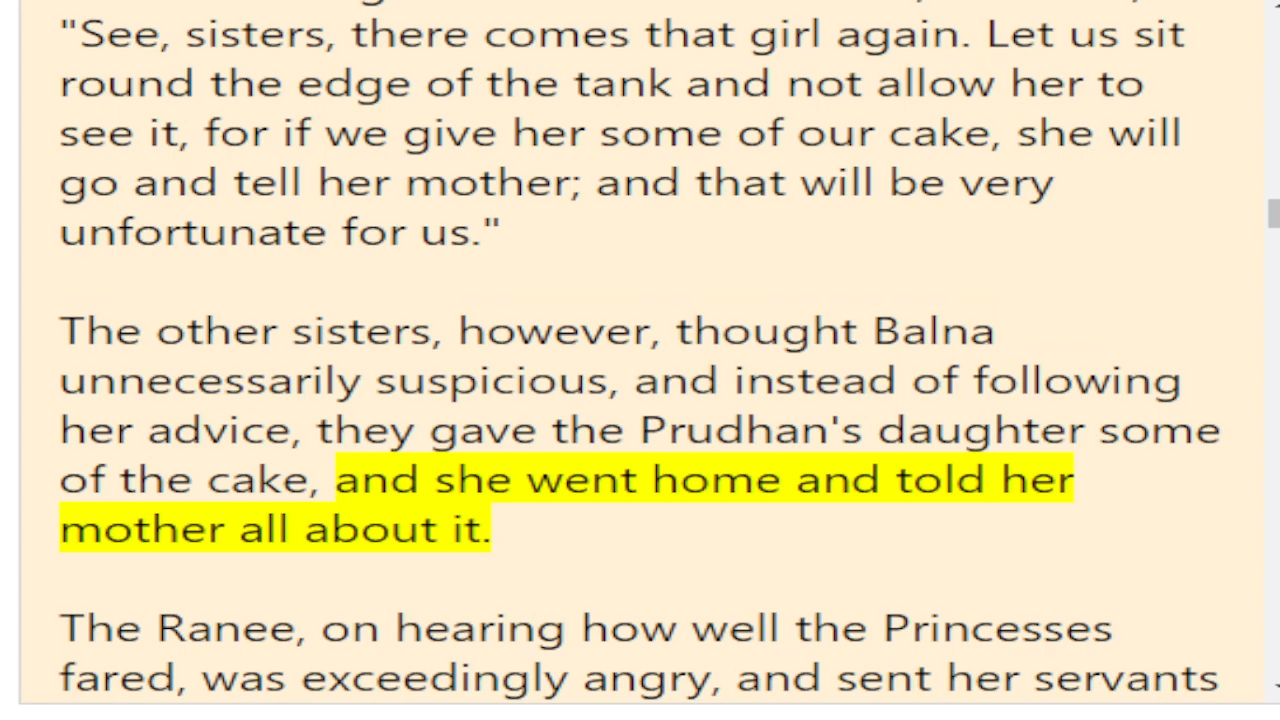 "See, sisters, there comes that girl again. Let us sit
round the edge of the tank and not allow her to
see it, for if we give her some of our cake, she will
go and tell her mother; and that will be very
unfortunate for us."
The other sisters, however, thought Balna
unnecessarily suspicious, and instead of following
her advice, they gave the Prudhan's daughter some
of the cake, and she went home and told her
mother all about it.
The Ranee, on hearing how well the Princesses
fared, was exceedingly angry, and sent her servants